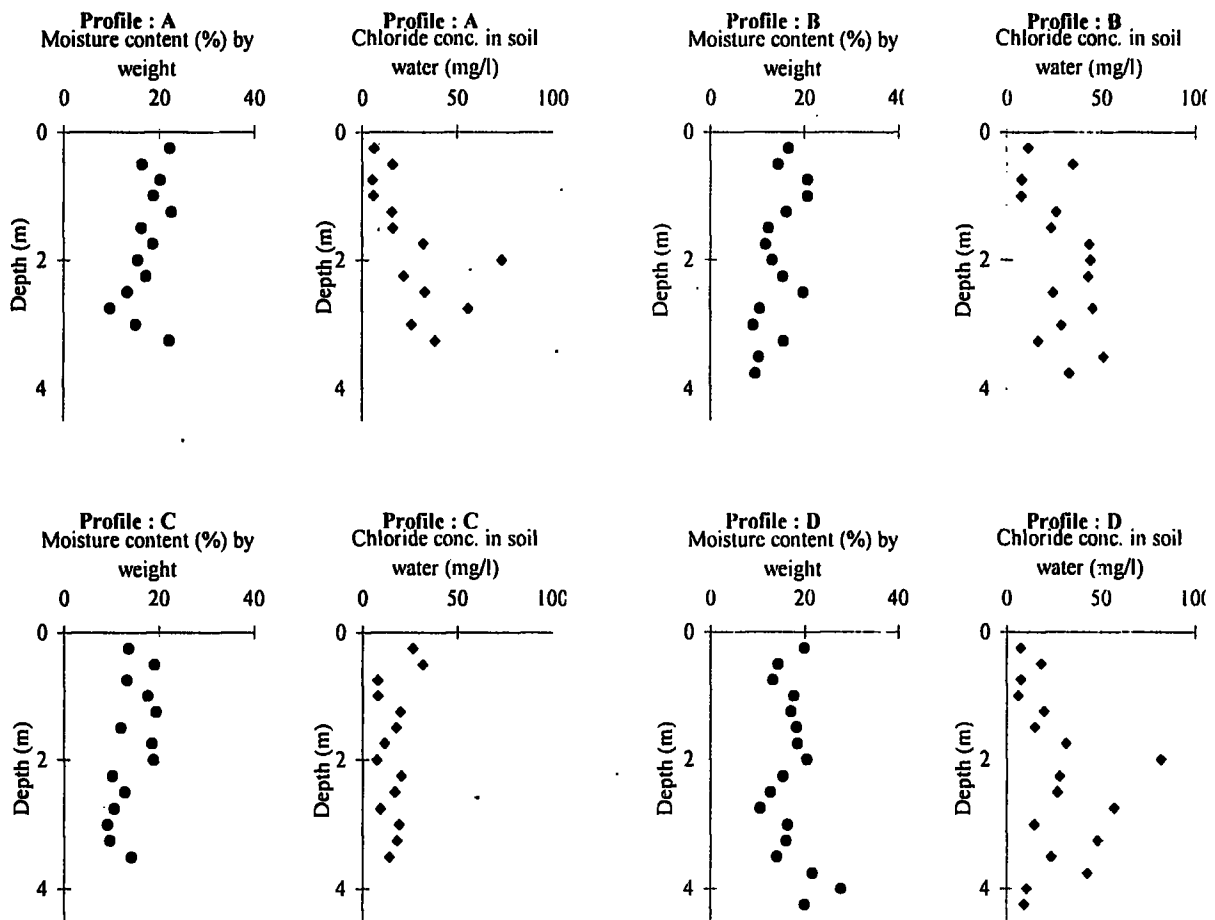 Profile : A
Moisture content (%) by
weight
0 20 40
0
2
4
Depth (m)
Profile : A
Chloride conc. in soil
water (mg/l)
0 50 100
0
2
4
Depth (m)
Profile : B
Moisture content (%) by
weight
0 20 40
0
2
4
Depth (m)
Profile : B
Chloride conc. in soil
water (mg/l)
0 50 100
0
2
4
Depth (m)
Profile : C
Moisture content (%) by
weight
0 20 40
0
2
4
Depth (m)
Profile : C
Chloride conc. in soil
water (mg/l)
0 50 100
0
2
4
Depth (m)
Profile : D
Moisture content (%) by
weight
0 20 40
0
2
4
Depth (m)
Profile : D
Chloride conc. in soil
water (mg/l)
0 50 100
0
2
4
Depth (m)